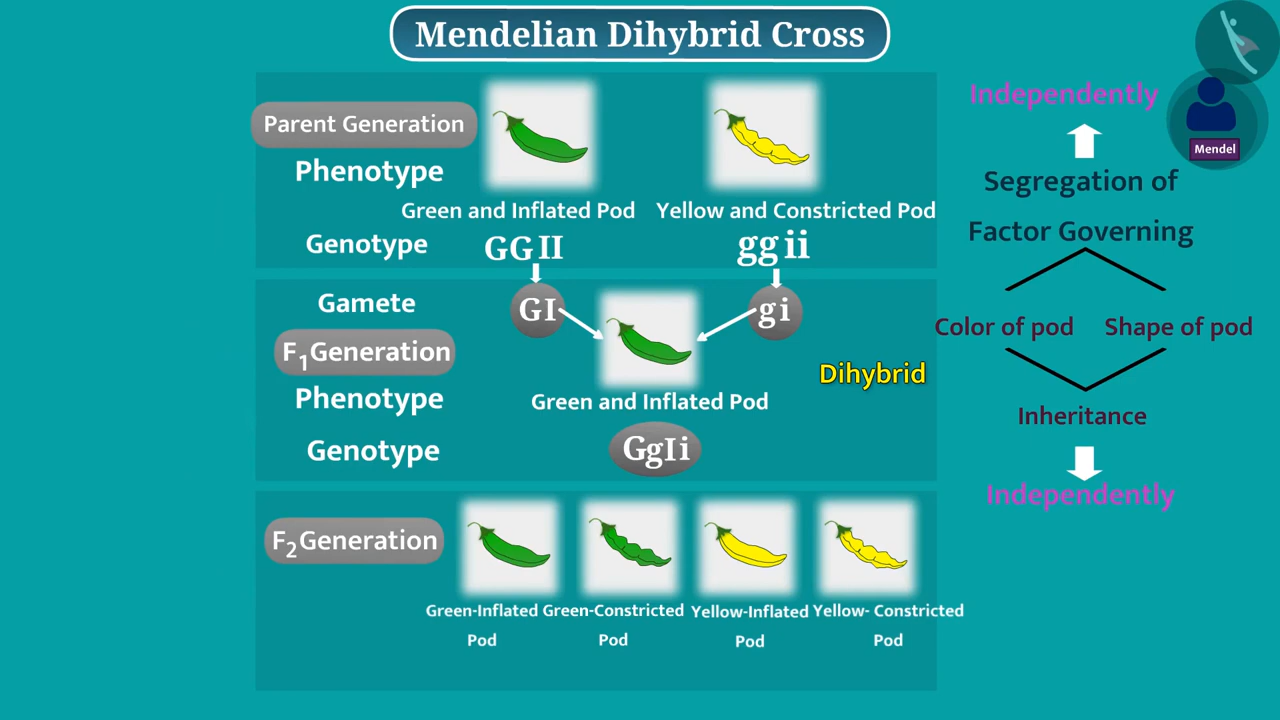 Mendelian Dihybrid Cross
Parent Generation
Phenotype
Green and Inflated Pod
Yellow and Constricted Pod
Genotype
GG II
gg ii
Gamete
GI
gi
F1 Generation
Phenotype
Green and Inflated Pod
Dihybrid
Genotype
GgIi
F2 Generation
Green-Inflated
Pod
Green-Constricted
Pod
Yellow-Inflated
Pod
Yellow- Constricted
Pod
Independently
Mendel
Segregation of
Factor Governing
Color of pod
Shape of pod
Inheritance
Independently